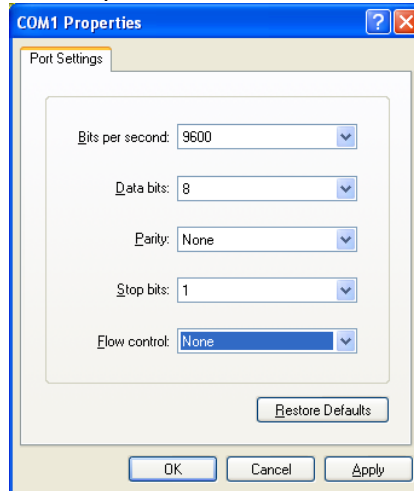 COM1 Properties
Port Settings
Bits per second: 9600
Data bits: 8
Parity: None
Stop bits: 1
Flow control: None
Restore Defaults
OK Cancel Apply